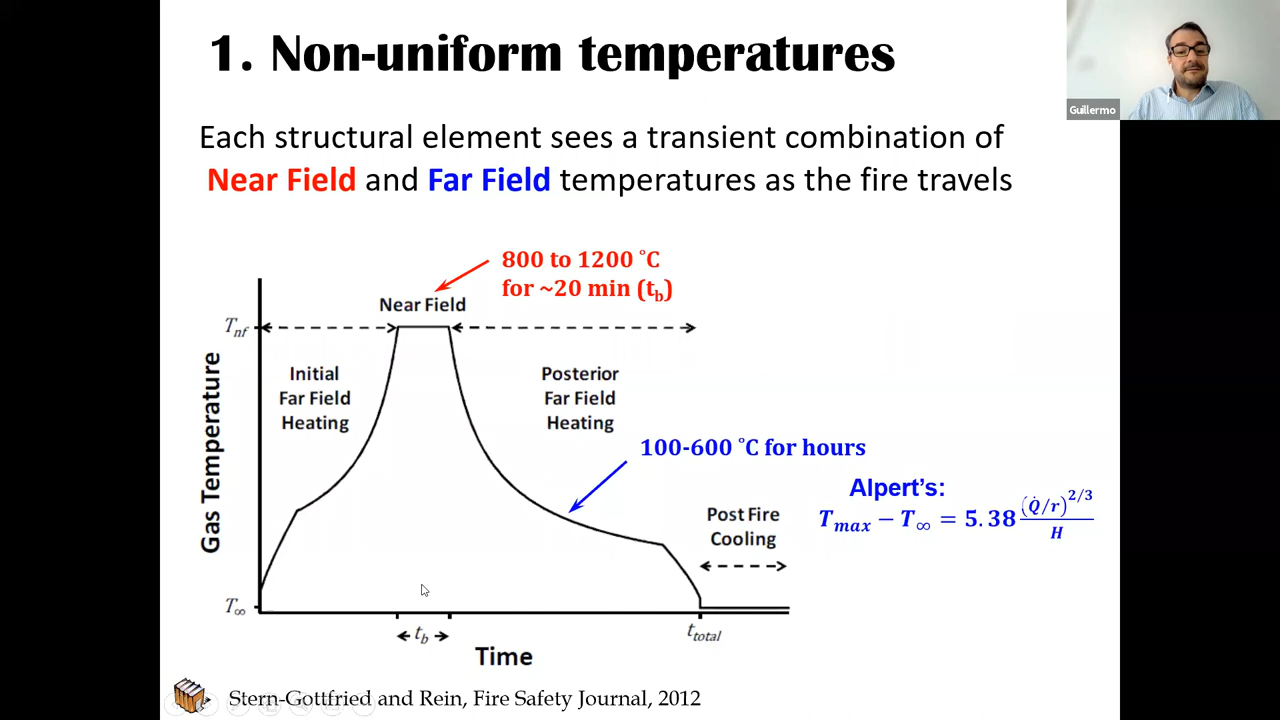 1. Non-uniform temperatures
Guillermo
Each structural element sees a transient combination of
Near Field and Far Field temperatures as the fire travels
800 to 1200 °C
for ~20 min (t_b)
Near Field
T_nf
Initial
Far Field
Heating
Posterior
Far Field
Heating
100-600 °C for hours
Alpert's:
T_max − T_∞ = 5.38 (Q̇/r)^2/3 / H
Post Fire
Cooling
Gas Temperature
T_∞
t_b
t_total
Time
Stern-Gottfried and Rein, Fire Safety Journal, 2012